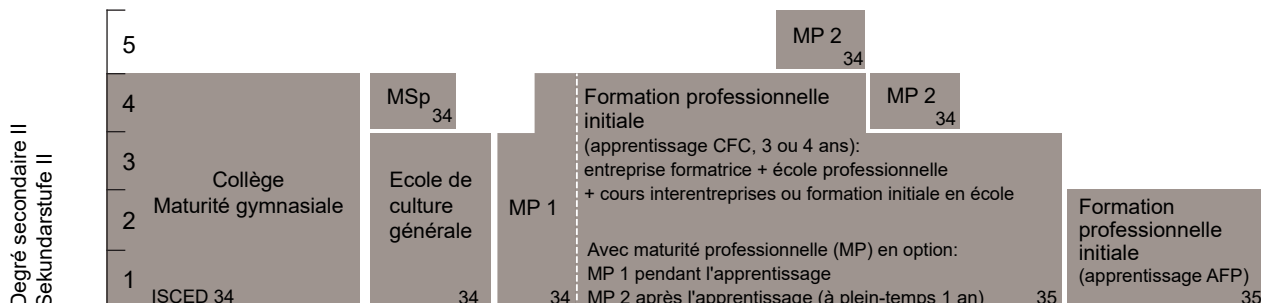 Degré secondaire II
Sekundarstufe II
5
4
3
2
1
Collège
Maturité gymnasiale
ISCED 34
MSp
34
Ecole de
culture
générale
34
MP 1
34
Formation professionnelle
initiale
(apprentissage CFC, 3 ou 4 ans):
entreprise formatrice + école professionnelle
+ cours interentreprises ou formation initiale en école
Avec maturité professionnelle (MP) en option:
MP 1 pendant l'apprentissage
MP 2 après l'apprentissage (à plein-temps 1 an)
35
MP 2
34
MP 2
34
Formation
professionnelle
initiale
(apprentissage AFP)
35